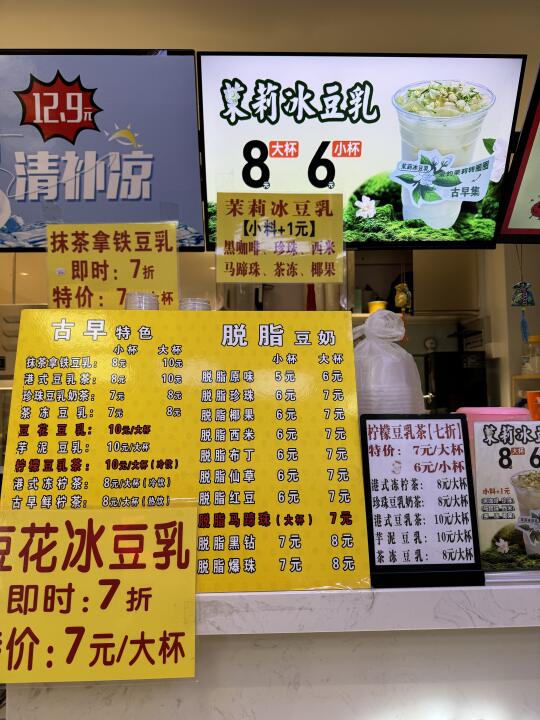 12.9元
清补凉
茉莉冰豆乳
8元 大杯 6元 小杯
茉莉冰豆乳
古早集
茉莉冰豆乳
【小料+1元】
黑咖啡、珍珠、西米
马蹄珠、茶冻、椰果
抹茶拿铁豆乳
即时：7折
特价：7元/大杯
古早特色
小杯 大杯
抹茶拿铁豆乳： 8元 10元
港式豆乳茶： 8元 10元
珍珠豆乳奶茶： 7元 8元
茶冻豆乳： 7元 8元
豆花豆乳： 10元/大杯
芋泥豆乳： 10元/大杯
柠檬豆乳茶： 10元/大杯（冷饮）
港式冻柠茶： 8元/大杯（冷饮）
古早鲜柠茶： 8元/大杯（热饮）
脱脂豆奶
小杯 大杯
脱脂原味 5元 6元
脱脂珍珠 6元 7元
脱脂椰果 6元 7元
脱脂西米 6元 7元
脱脂布丁 6元 7元
脱脂仙草 6元 7元
脱脂红豆 6元 7元
脱脂马蹄珠（大杯） 7元
脱脂黑钻 7元 8元
脱脂爆珠 7元 8元
豆花冰豆乳
即时：7折
特价：7元/大杯
柠檬豆乳茶【七折】
特价：7元/大杯
6元/小杯
港式冻柠茶： 8元/大杯
珍珠豆乳奶茶： 8元/大杯
港式豆乳茶： 10元/大杯
芋泥豆乳： 10元/大杯
茶冻豆乳： 8元/大杯
茉莉冰豆乳
8 大杯 6
小料+1元